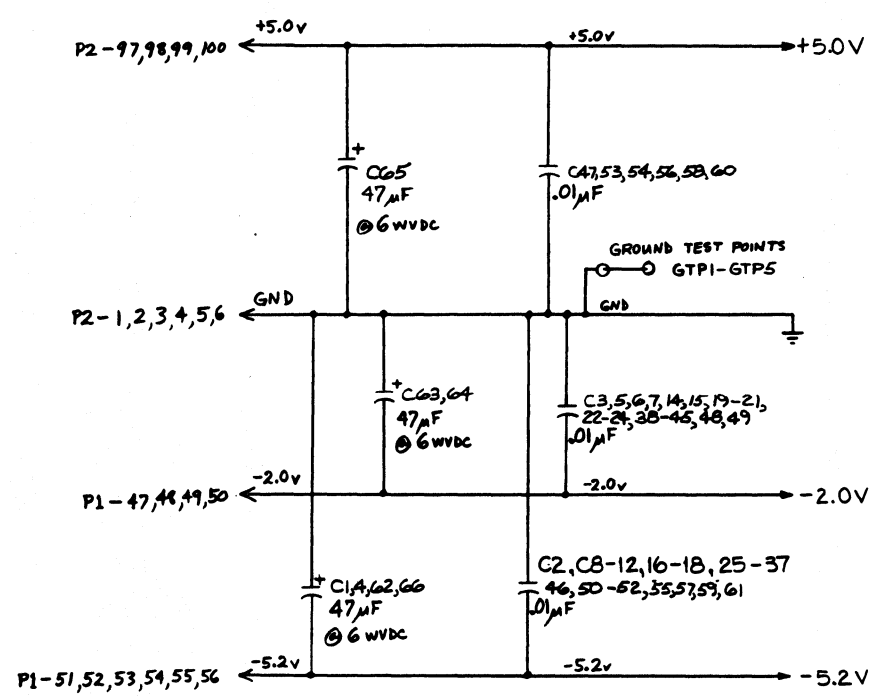 P2-97,98,99,100
+5.0v
+5.0v
+5.0V
+
C65
47µF
@ 6 WVDC
C47,53,54,56,58,60
.01µF
GROUND TEST POINTS
GTP1-GTP5
P2-1,2,3,4,5,6
GND
GND
+
C63,64
47µF
@ 6 WVDC
C3,5,6,7,14,15,19-21,
22-24,38-45,48,49
.01µF
P1-47,48,49,50
-2.0v
-2.0v
-2.0V
+
C1,4,62,66
47µF
@ 6 WVDC
C2,C8-12,16-18,25-37
46,50-52,55,57,59,61
.01µF
P1-51,52,53,54,55,56
-5.2v
-5.2v
-5.2V